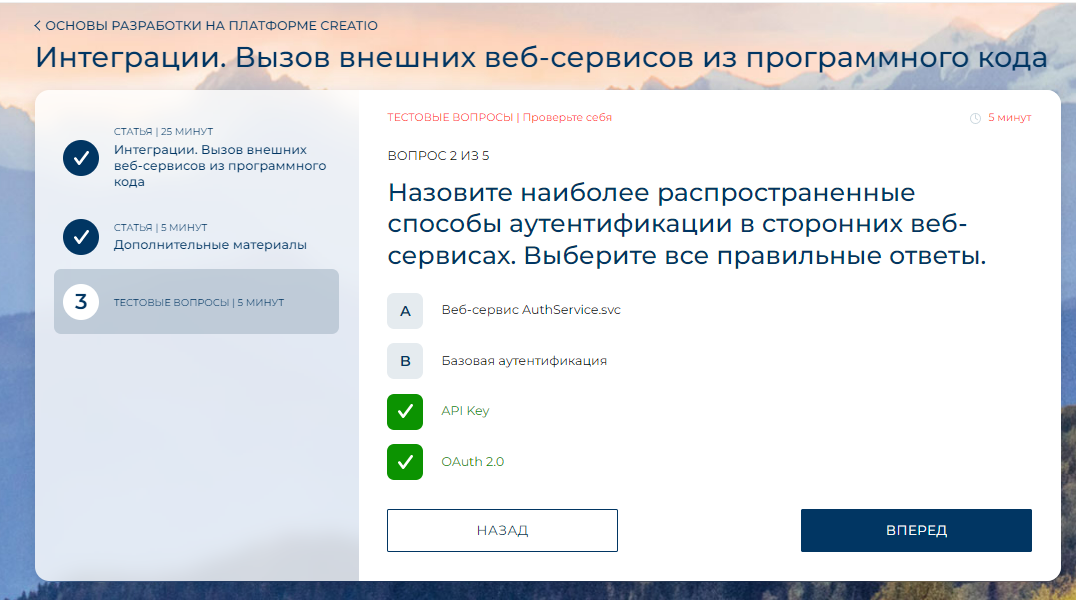 ОСНОВЫ РАЗРАБОТКИ НА ПЛАТФОРМЕ CREATIO
Интеграции. Вызов внешних веб-сервисов из программного кода
СТАТЬЯ | 25 МИНУТ
Интеграции. Вызов внешних
веб-сервисов из программного
кода
СТАТЬЯ | 5 МИНУТ
Дополнительные материалы
3
ТЕСТОВЫЕ ВОПРОСЫ | 5 МИНУТ
ТЕСТОВЫЕ ВОПРОСЫ | Проверьте себя
5 минут
ВОПРОС 2 ИЗ 5
Назовите наиболее распространенные
способы аутентификации в сторонних веб-
сервисах. Выберите все правильные ответы.
A Веб-сервис AuthService.svc
B Базовая аутентификация
API Key
OAuth 2.0
НАЗАД
ВПЕРЕД